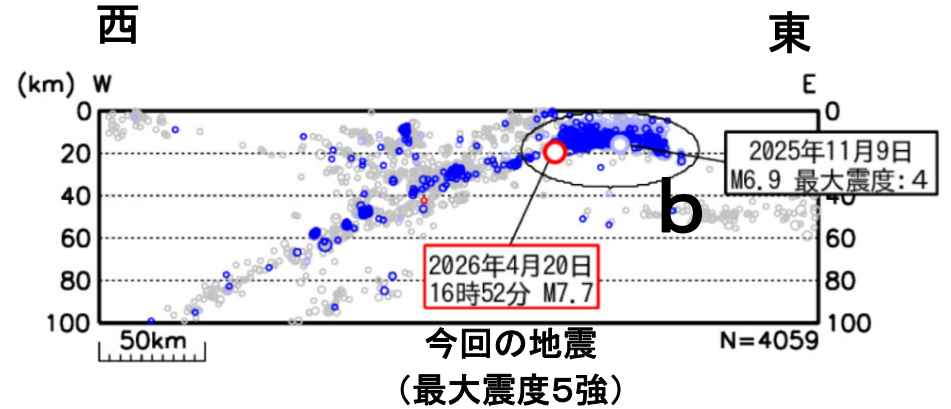 西
東
(km) W
E
0
0
20
20
2025年11月9日
M6.9 最大震度:4
40
40
b
60
60
2026年4月20日
16時52分 M7.7
80
80
100
100
50km
今回の地震
N=4059
（最大震度５強）